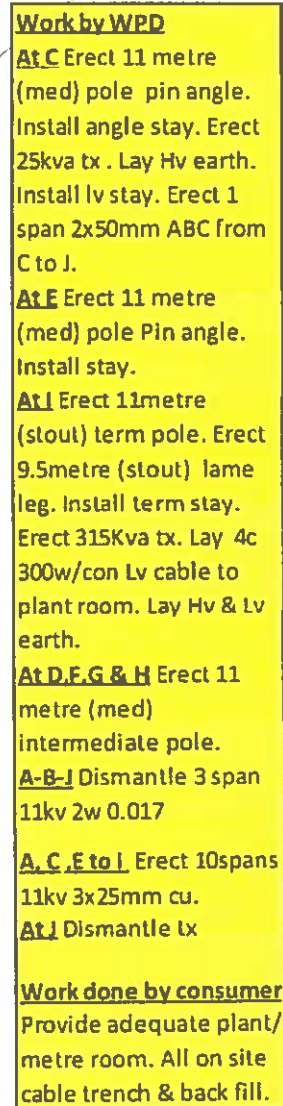 Work by WPD
At C Erect 11 metre
(med) pole pin angle.
Install angle stay. Erect
25kva tx . Lay Hv earth.
Install lv stay. Erect 1
span 2x50mm ABC from
C to J.
At E Erect 11 metre
(med) pole Pin angle.
Install stay.
At I Erect 11metre
(stout) term pole. Erect
9.5metre (stout) lame
leg. Install term stay.
Erect 315Kva tx. Lay 4c
300w/con Lv cable to
plant room. Lay Hv & Lv
earth.
At D,F,G & H Erect 11
metre (med)
intermediate pole.
A-B-J Dismantle 3 span
11kv 2w 0.017
A, C ,E to I Erect 10spans
11kv 3x25mm cu.
At J Dismantle tx
Work done by consumer
Provide adequate plant/
metre room. All on site
cable trench & back fill.